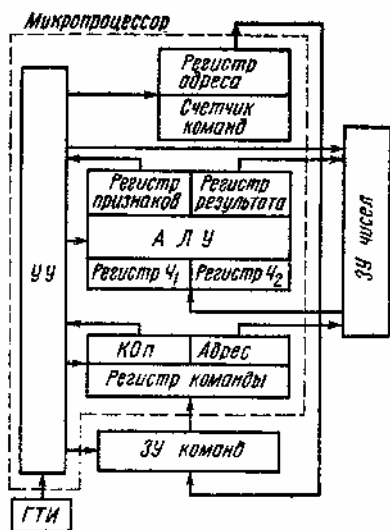 Микропроцессор
Регистр
адреса
Счетчик
команд
Регистр
признаков
Регистр
результата
АЛУ
Регистр Ч₁
Регистр Ч₂
УУ
ЗУ чисел
КОп
Адрес
Регистр команды
ЗУ команд
ГТИ